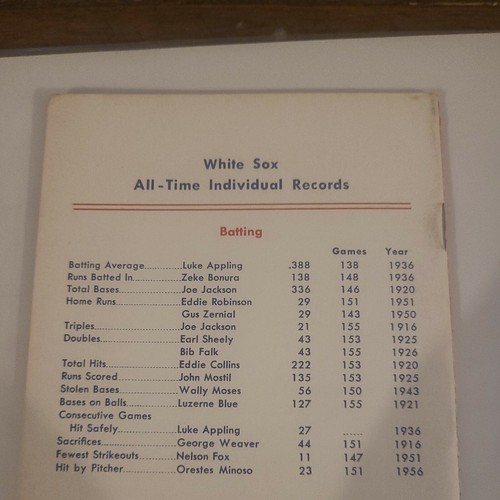 White Sox
All-Time Individual Records
Batting
Games Year
Batting Average............Luke Appling .388 138 1936
Runs Batted In..............Zeke Bonura 138 148 1936
Total Bases..................Joe Jackson 336 146 1920
Home Runs..................Eddie Robinson 29 151 1951
Gus Zernial 29 143 1950
Triples........................Joe Jackson 21 155 1916
Doubles......................Earl Sheely 43 153 1925
Bib Falk 43 155 1926
Total Hits....................Eddie Collins 222 153 1920
Runs Scored................John Mostil 135 153 1925
Stolen Bases................Wally Moses 56 150 1943
Bases on Balls..............Luzerne Blue 127 155 1921
Consecutive Games
Hit Safely..................Luke Appling 27 ...... 1936
Sacrifices....................George Weaver 44 151 1916
Fewest Strikeouts..........Nelson Fox 11 147 1951
Hit by Pitcher..............Orestes Minoso 23 151 1956